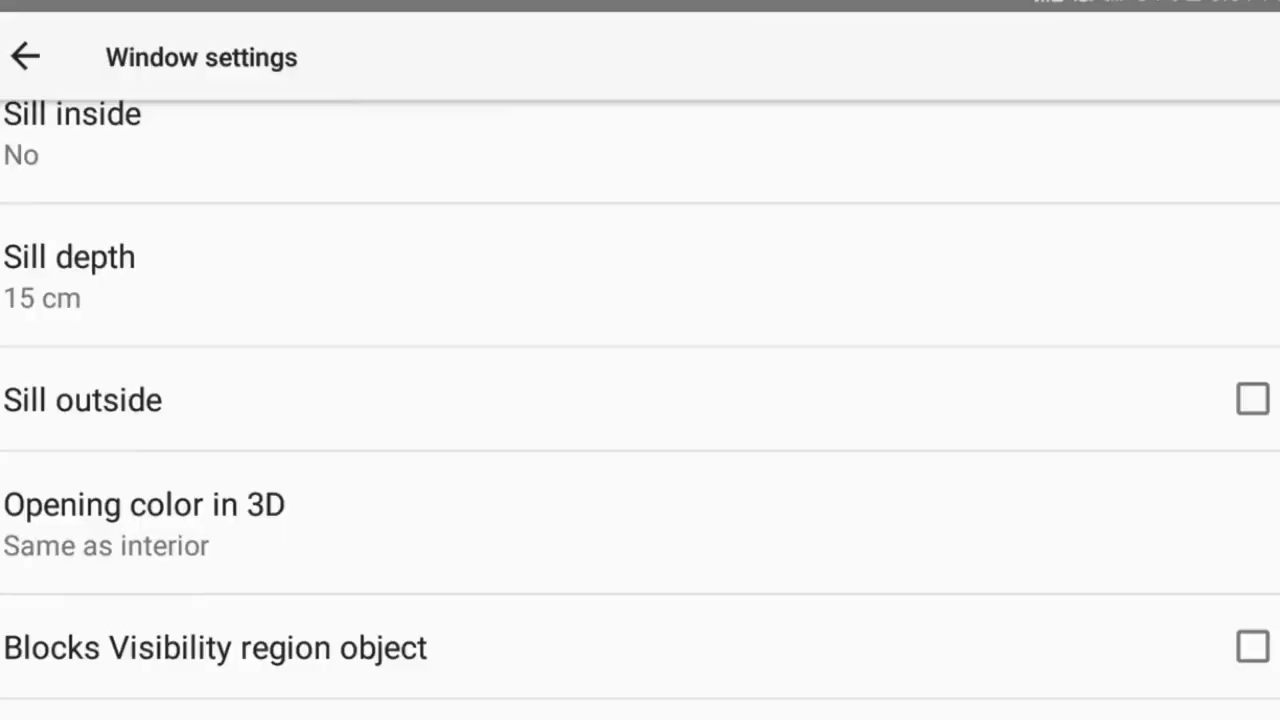 Window settings
Sill inside
No
Sill depth
15 cm
Sill outside
Opening color in 3D
Same as interior
Blocks Visibility region object